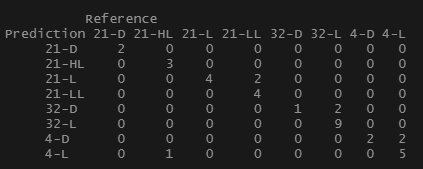 Reference
Prediction 21-D 21-HL 21-L 21-LL 32-D 32-L 4-D 4-L
21-D 2 0 0 0 0 0 0 0
21-HL 0 3 0 0 0 0 0 0
21-L 0 0 4 2 0 0 0 0
21-LL 0 0 0 4 0 0 0 0
32-D 0 0 0 0 1 2 0 0
32-L 0 0 0 0 0 9 0 0
4-D 0 0 0 0 0 0 2 2
4-L 0 1 0 0 0 0 0 5